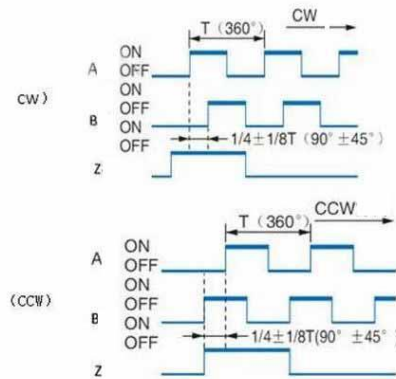 T (360°) CW
A ON
OFF
CW)
ON
B OFF
ON
OFF 1/4±1/8T (90°±45°)
Z
T (360°) CCW
A ON
OFF
(CCW)
ON
B OFF
ON
OFF 1/4±1/8T(90°±45°)
Z